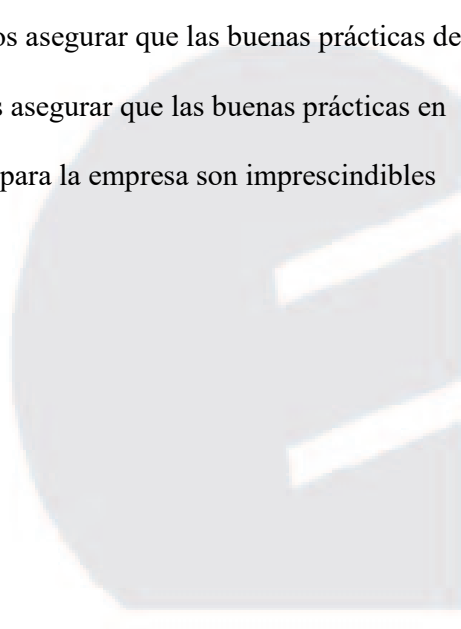 os asegurar que las buenas prácticas de
s asegurar que las buenas prácticas en
para la empresa son imprescindibles